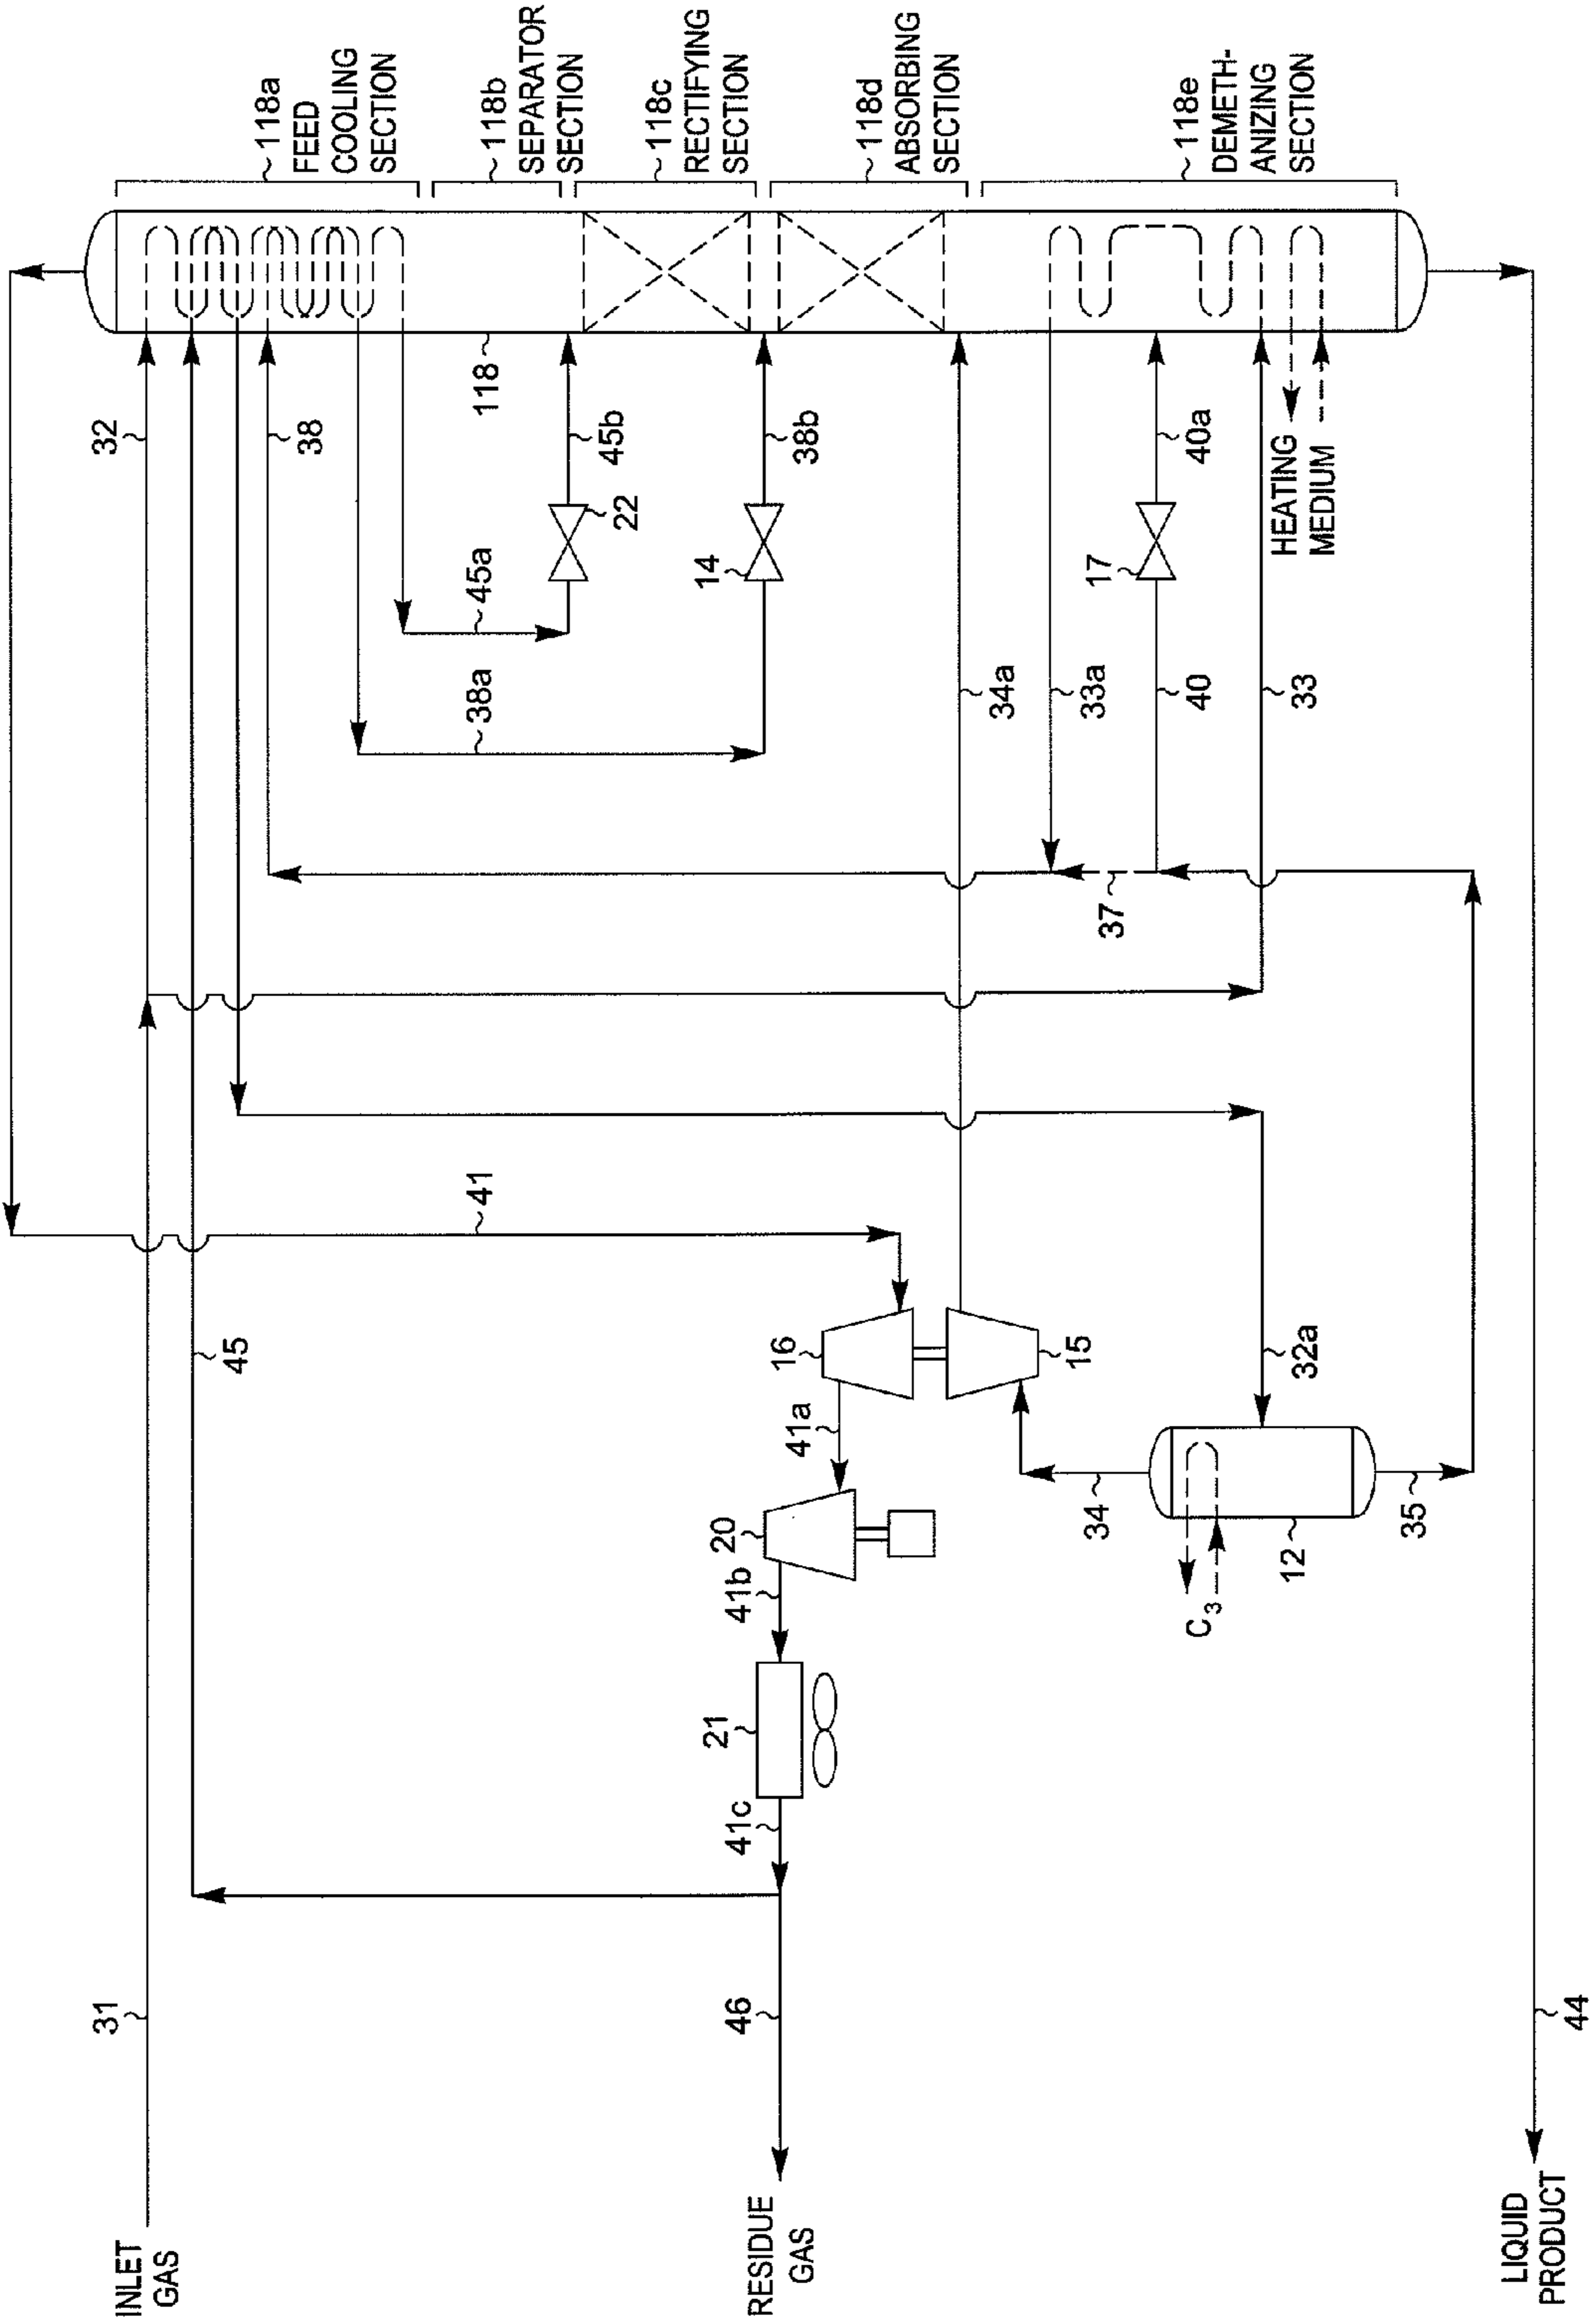 118a
FEED
COOLING
SECTION
118b
SEPARATOR
SECTION
118c
RECTIFYING
SECTION
118d
ABSORBING
SECTION
118e
DEMETH-
ANIZING
SECTION
32
38
118
45b
22
45a
38a
14
38b
34a
33a
17
40
40a
33
HEATING
MEDIUM
37
41
45
16
15
41a
20
41b
21
41c
32a
34
12
35
C3
31
46
44
INLET
GAS
RESIDUE
GAS
LIQUID
PRODUCT